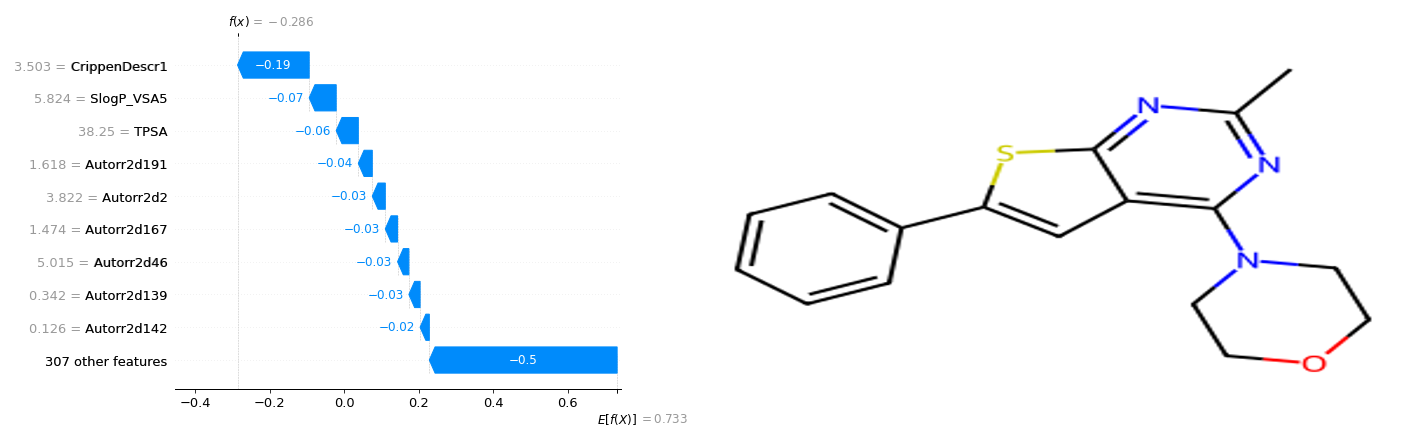 f(x) = −0.286
3.503 = CrippenDescr1
−0.19
5.824 = SlogP_VSA5
−0.07
38.25 = TPSA
−0.06
1.618 = Autorr2d191
−0.04
3.822 = Autorr2d2
−0.03
1.474 = Autorr2d167
−0.03
5.015 = Autorr2d46
−0.03
0.342 = Autorr2d139
−0.03
0.126 = Autorr2d142
−0.02
307 other features
−0.5
−0.4 −0.2 0.0 0.2 0.4 0.6
E[f(X)] = 0.733
N
S
N
N
O